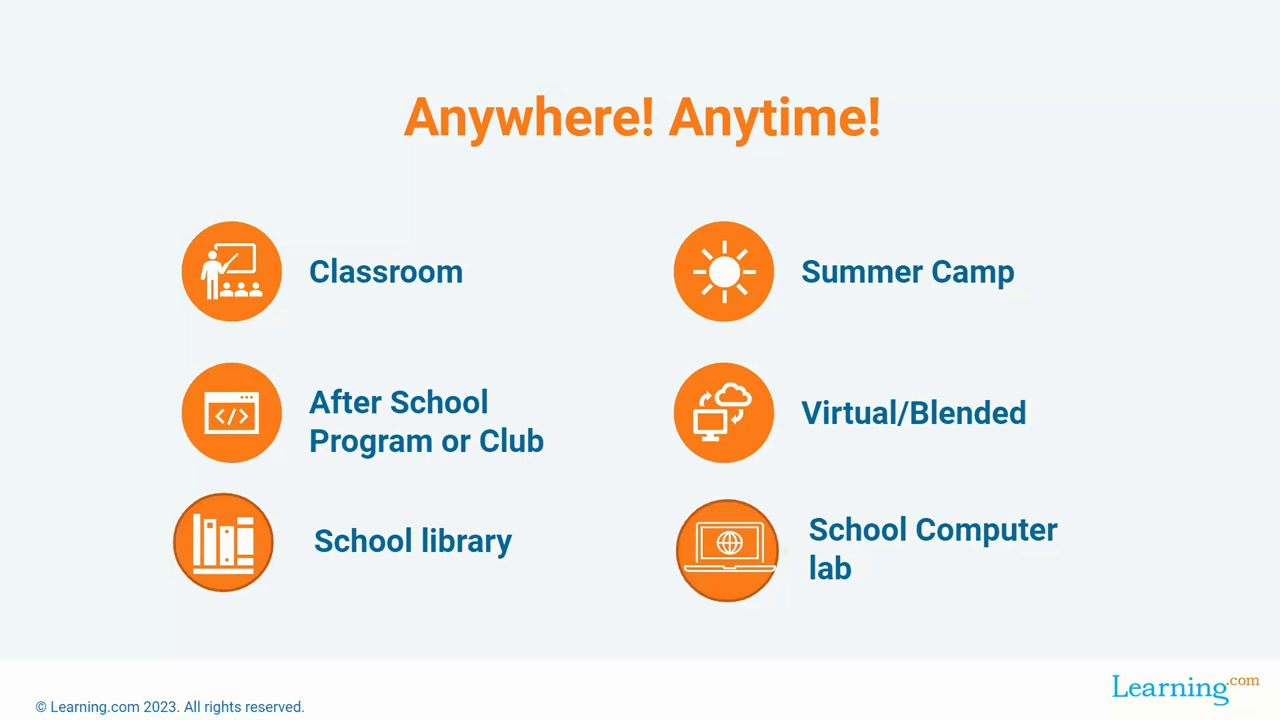 Anywhere! Anytime!
Classroom
Summer Camp
After School
Program or Club
Virtual/Blended
School library
School Computer
lab
© Learning.com 2023. All rights reserved.
Learning.com